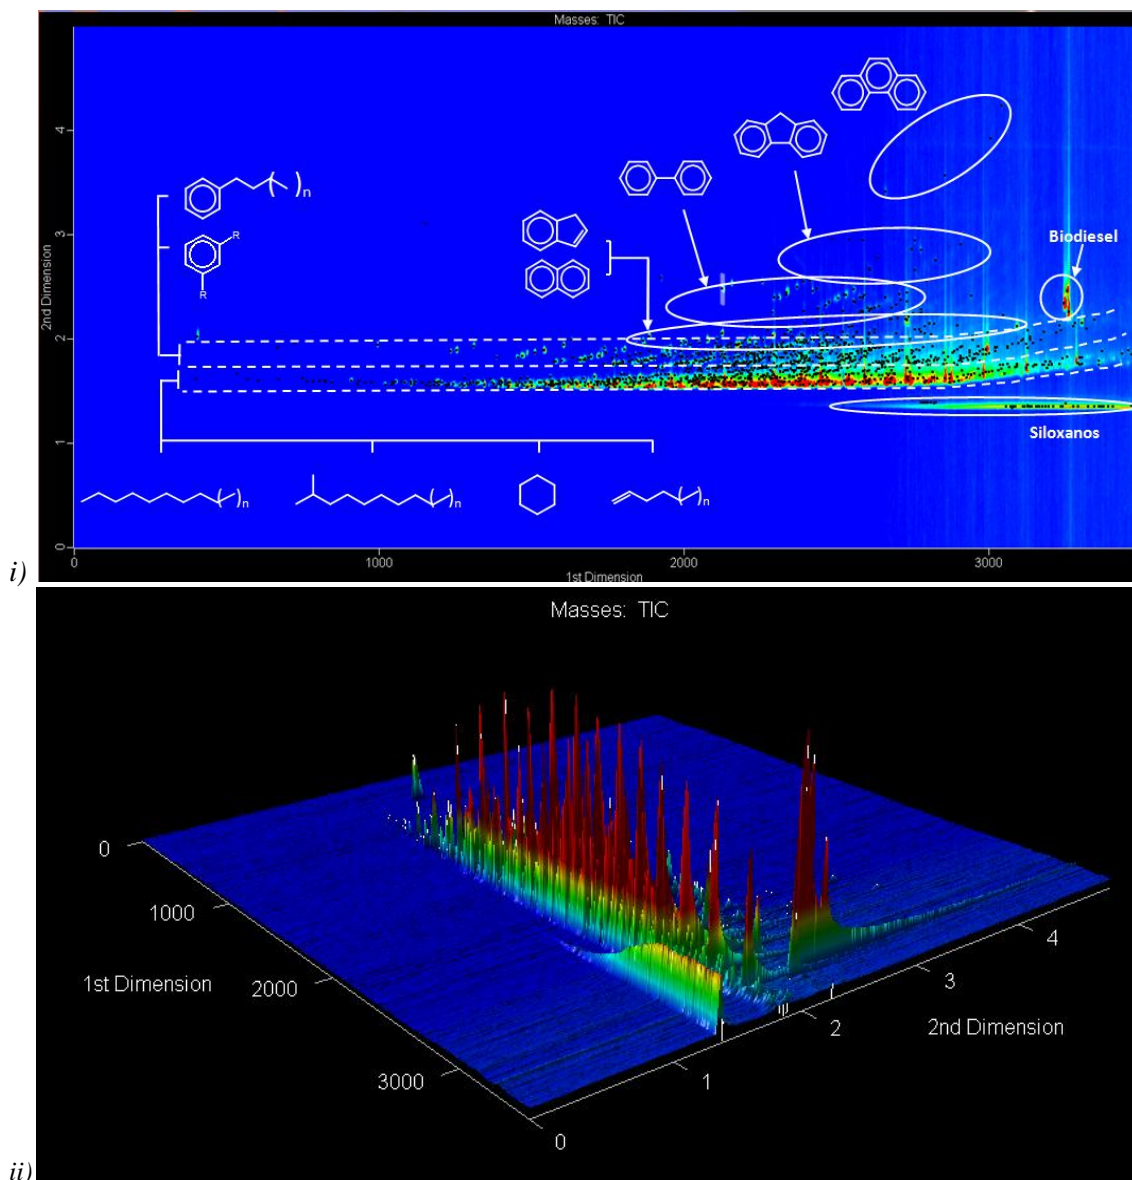 Masses: TIC
4
3
2
1
0
2nd Dimension
n
R
R
Biodiesel
Siloxanos
n
n
n
0
1000
2000
3000
1st Dimension
i)
Masses: TIC
0
1000
2000
3000
1st Dimension
4
3
2
1
0
2nd Dimension
ii)